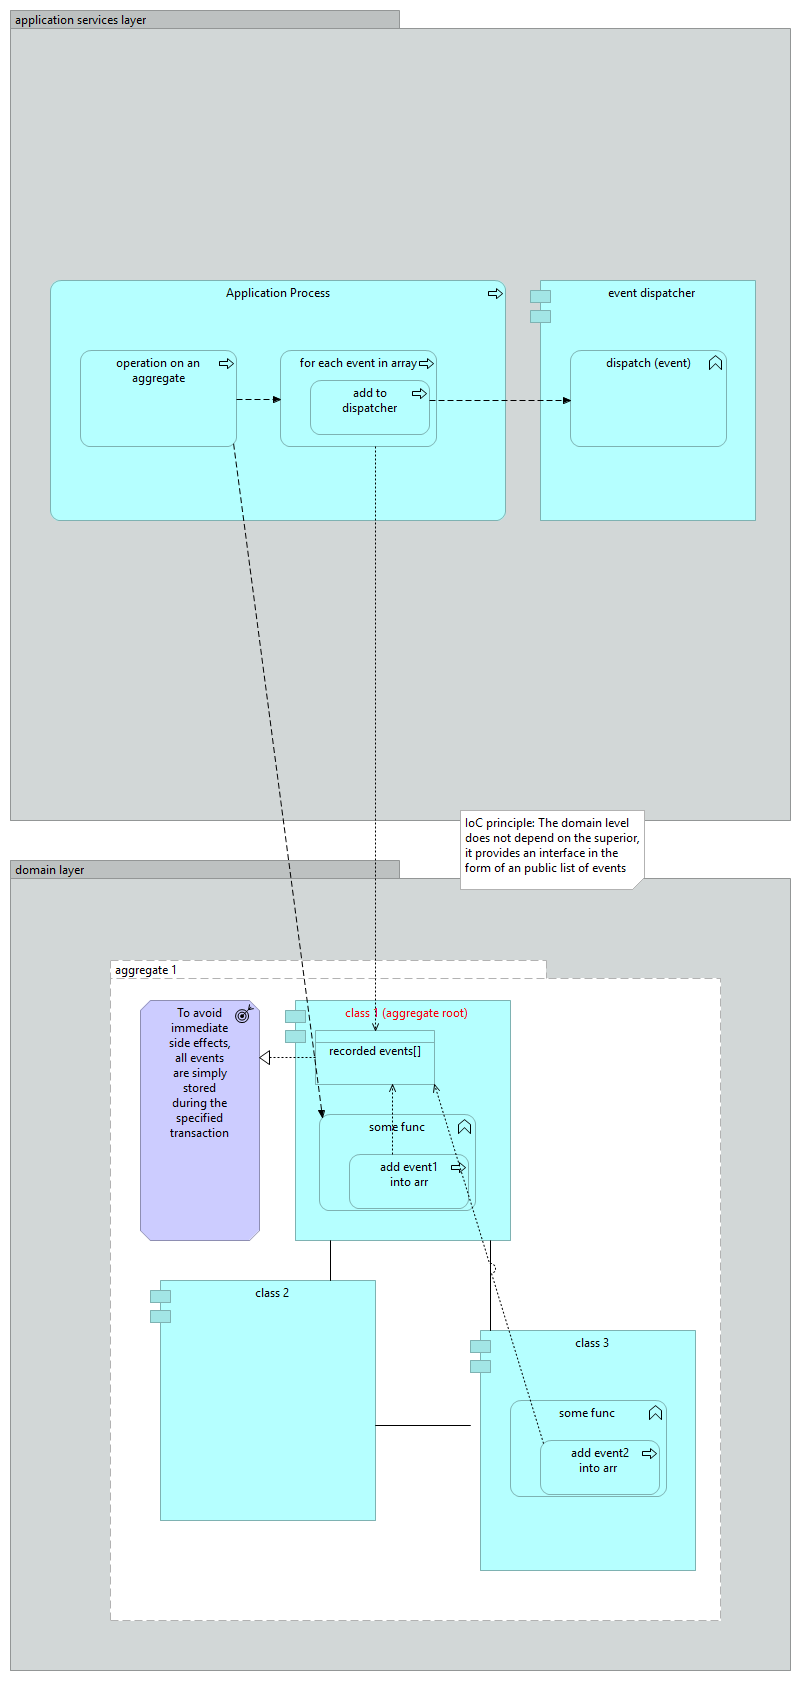 application services layer
Application Process
event dispatcher
operation on an
aggregate
for each event in array
add to
dispatcher
dispatch (event)
IoC principle: The domain level
does not depend on the superior,
it provides an interface in the
form of an public list of events
domain layer
aggregate 1
To avoid
immediate
side effects,
all events
are simply
stored
during the
specified
transaction
class 1 (aggregate root)
recorded events[]
some func
add event1
into arr
class 2
class 3
some func
add event2
into arr